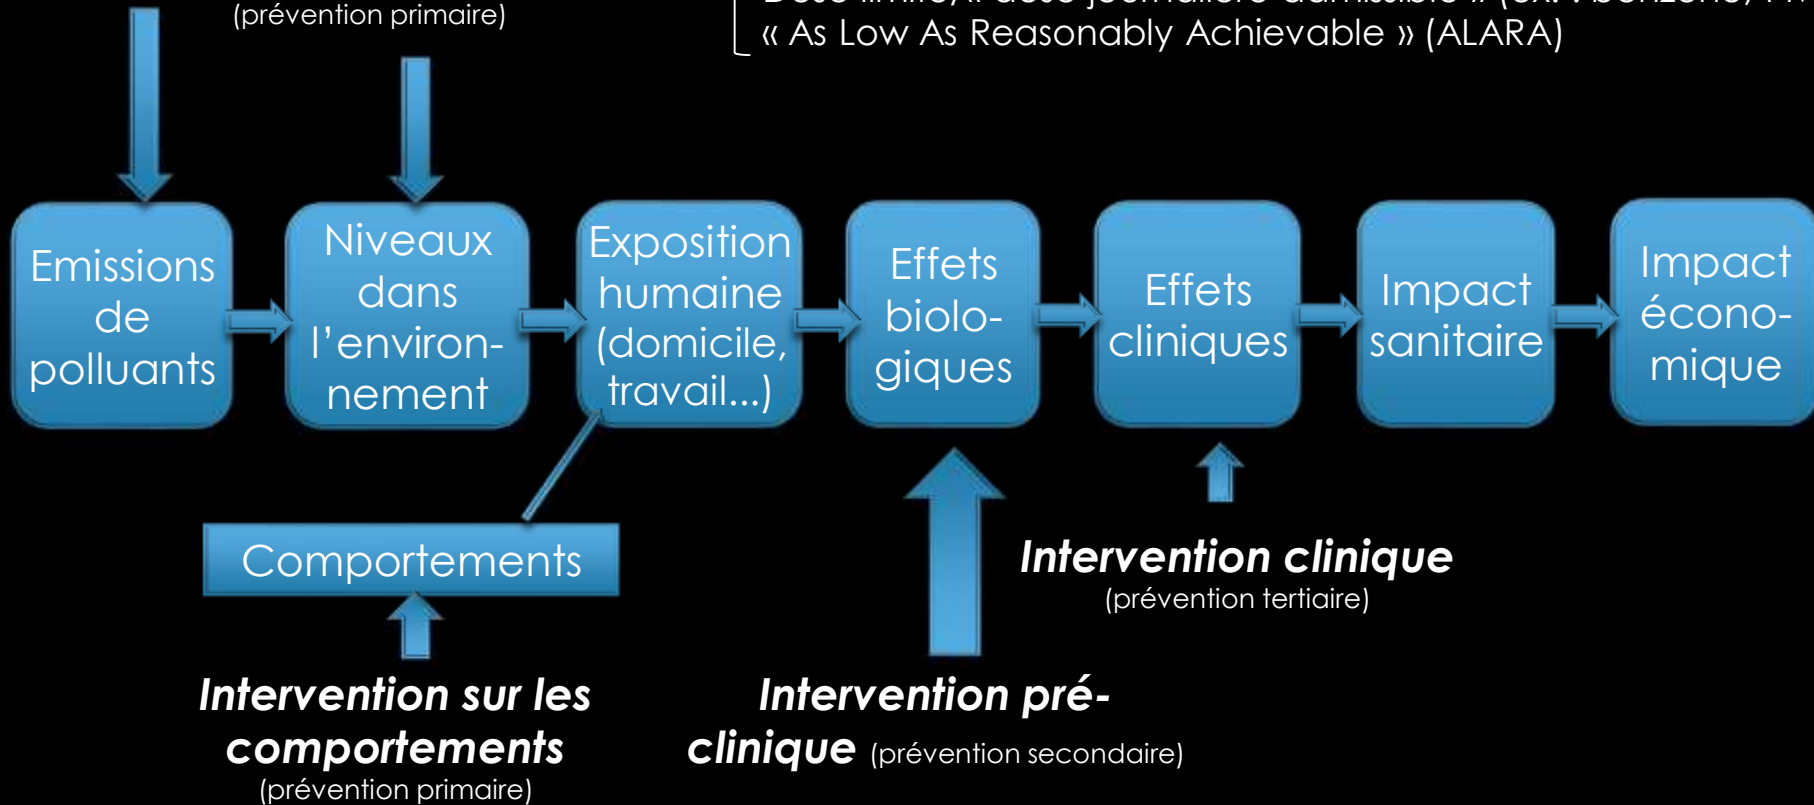 (prévention primaire)
« As Low As Reasonably Achievable » (ALARA)
Emissions
de
polluants
Niveaux
dans
l'environ-
nement
Exposition
humaine
(domicile,
travail...)
Effets
biolo-
giques
Effets
cliniques
Impact
sanitaire
Impact
écono-
mique
Comportements
Intervention clinique
(prévention tertiaire)
Intervention sur les
comportements
(prévention primaire)
Intervention pré-
clinique (prévention secondaire)